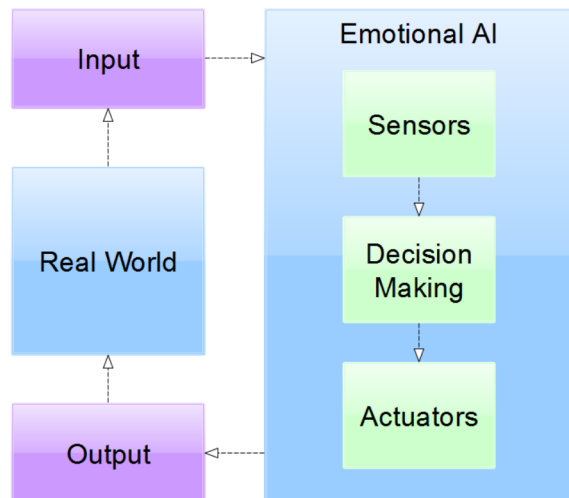 Input
Emotional AI
Sensors
Real World
Decision
Making
Actuators
Output